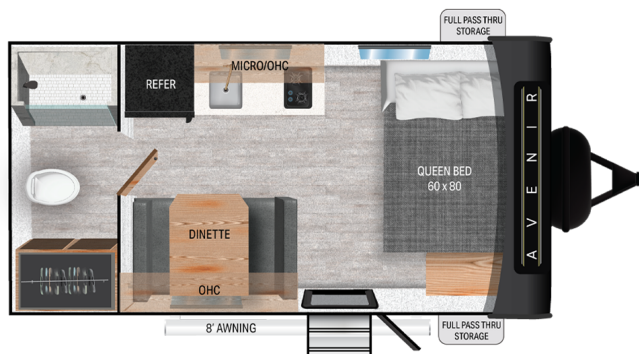 FULL PASS THRU
STORAGE
MICRO/OHC
REFER
QUEEN BED
60 x 80
AVENIR
DINETTE
OHC
8' AWNING
FULL PASS THRU
STORAGE